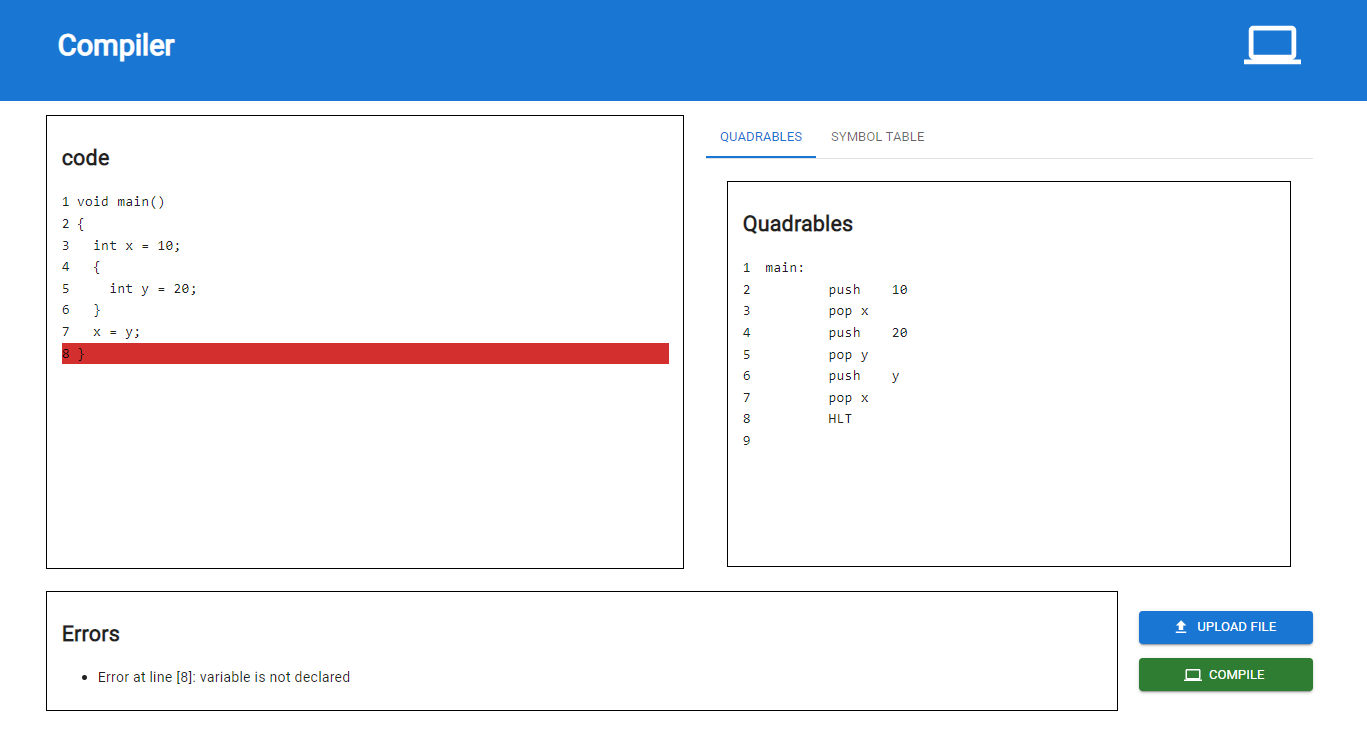 Compiler
code
1 void main()
2 {
3   int x = 10;
4   {
5     int y = 20;
6   }
7   x = y;
8 }
QUADRABLES
SYMBOL TABLE
Quadrables
1  main:
2          push    10
3          pop x
4          push    20
5          pop y
6          push    y
7          pop x
8          HLT
9
Errors
• Error at line [8]: variable is not declared
UPLOAD FILE
COMPILE